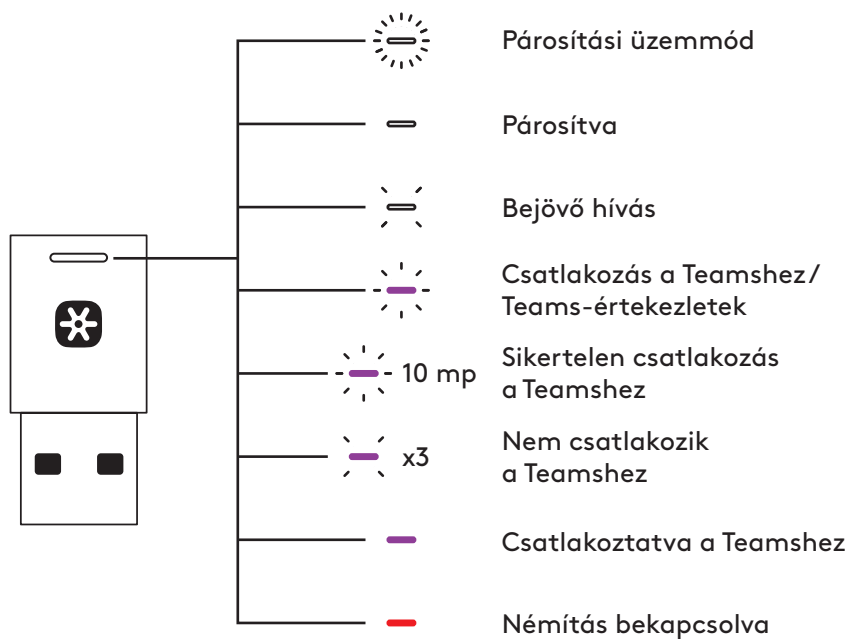 Párosítási üzemmód
Párosítva
Bejövő hívás
Csatlakozás a Teamshez/
Teams-értekezletek
10 mp
Sikertelen csatlakozás
a Teamshez
x3
Nem csatlakozik
a Teamshez
Csatlakoztatva a Teamshez
Némítás bekapcsolva